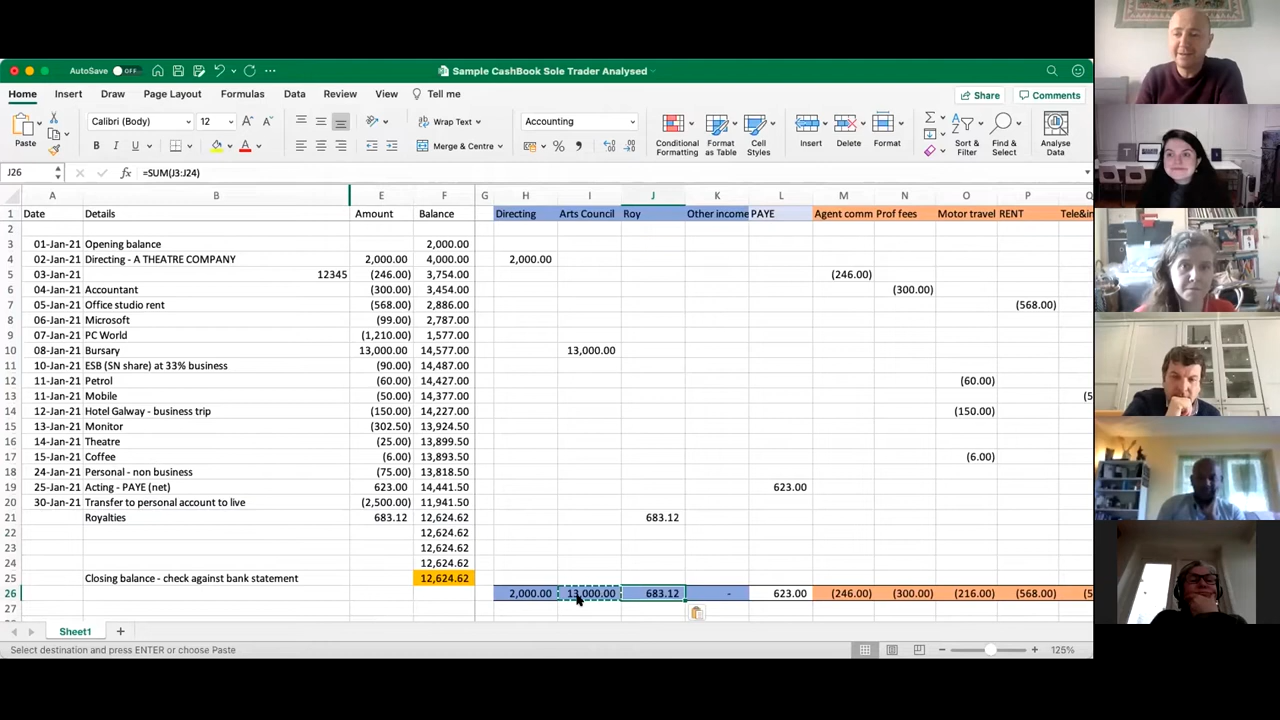 AutoSave OFF Sample CashBook Sole Trader Analysed
Home Insert Draw Page Layout Formulas Data Review View Tell me Share Comments
Paste Calibri (Body) 12 A A Wrap Text Accounting Conditional Formatting Format as Table Cell Styles Insert Delete Format Sort & Filter Find & Select Analyse Data
B I U A Merge & Centre %
J26 fx =SUM(J3:J24)
A B E F G H I J K L M N O P Q
1 Date Details Amount Balance Directing Arts Council Roy Other income PAYE Agent comm Prof fees Motor travel RENT Tele&in
2
3 01-Jan-21 Opening balance 2,000.00
4 02-Jan-21 Directing - A THEATRE COMPANY 2,000.00 4,000.00 2,000.00
5 03-Jan-21 12345 (246.00) 3,754.00 (246.00)
6 04-Jan-21 Accountant (300.00) 3,454.00 (300.00)
7 05-Jan-21 Office studio rent (568.00) 2,886.00 (568.00)
8 06-Jan-21 Microsoft (99.00) 2,787.00
9 07-Jan-21 PC World (1,210.00) 1,577.00
10 08-Jan-21 Bursary 13,000.00 14,577.00 13,000.00
11 10-Jan-21 ESB (SN share) at 33% business (90.00) 14,487.00
12 11-Jan-21 Petrol (60.00) 14,427.00 (60.00)
13 11-Jan-21 Mobile (50.00) 14,377.00 (5
14 12-Jan-21 Hotel Galway - business trip (150.00) 14,227.00 (150.00)
15 13-Jan-21 Monitor (302.50) 13,924.50
16 14-Jan-21 Theatre (25.00) 13,899.50
17 15-Jan-21 Coffee (6.00) 13,893.50 (6.00)
18 24-Jan-21 Personal - non business (75.00) 13,818.50
19 25-Jan-21 Acting - PAYE (net) 623.00 14,441.50 623.00
20 30-Jan-21 Transfer to personal account to live (2,500.00) 11,941.50
21 Royalties 683.12 12,624.62 683.12
22 12,624.62
23 12,624.62
24 12,624.62
25 Closing balance - check against bank statement 12,624.62
26 2,000.00 13,000.00 683.12 - 623.00 (246.00) (300.00) (216.00) (568.00) (5
27
Sheet1 +
Select destination and press ENTER or choose Paste 125%